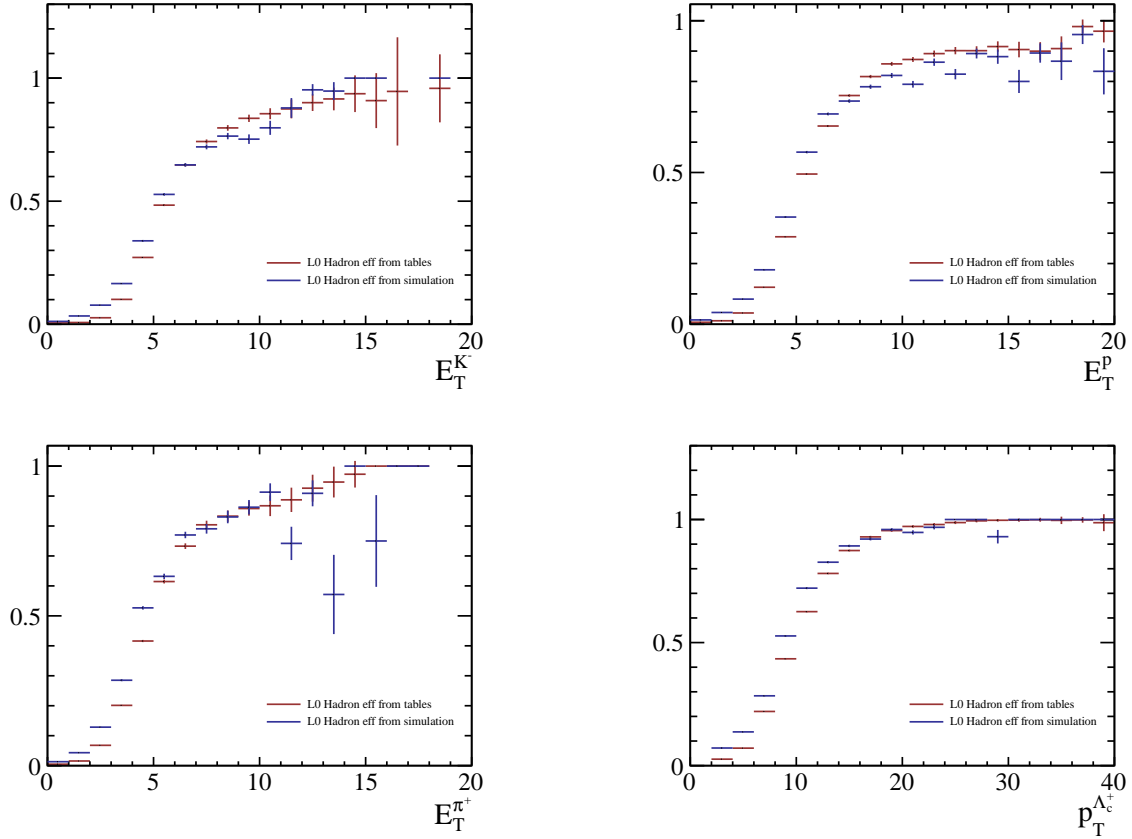 1
0.5
0
0 5 10 15 20
L0 Hadron eff from tables
L0 Hadron eff from simulation
E_T^{K^-}
1
0.5
0
0 5 10 15 20
L0 Hadron eff from tables
L0 Hadron eff from simulation
E_T^p
1
0.5
0
0 5 10 15 20
L0 Hadron eff from tables
L0 Hadron eff from simulation
E_T^{π^+}
1
0.5
0
0 10 20 30 40
L0 Hadron eff from tables
L0 Hadron eff from simulation
p_T^{Λ_c^+}